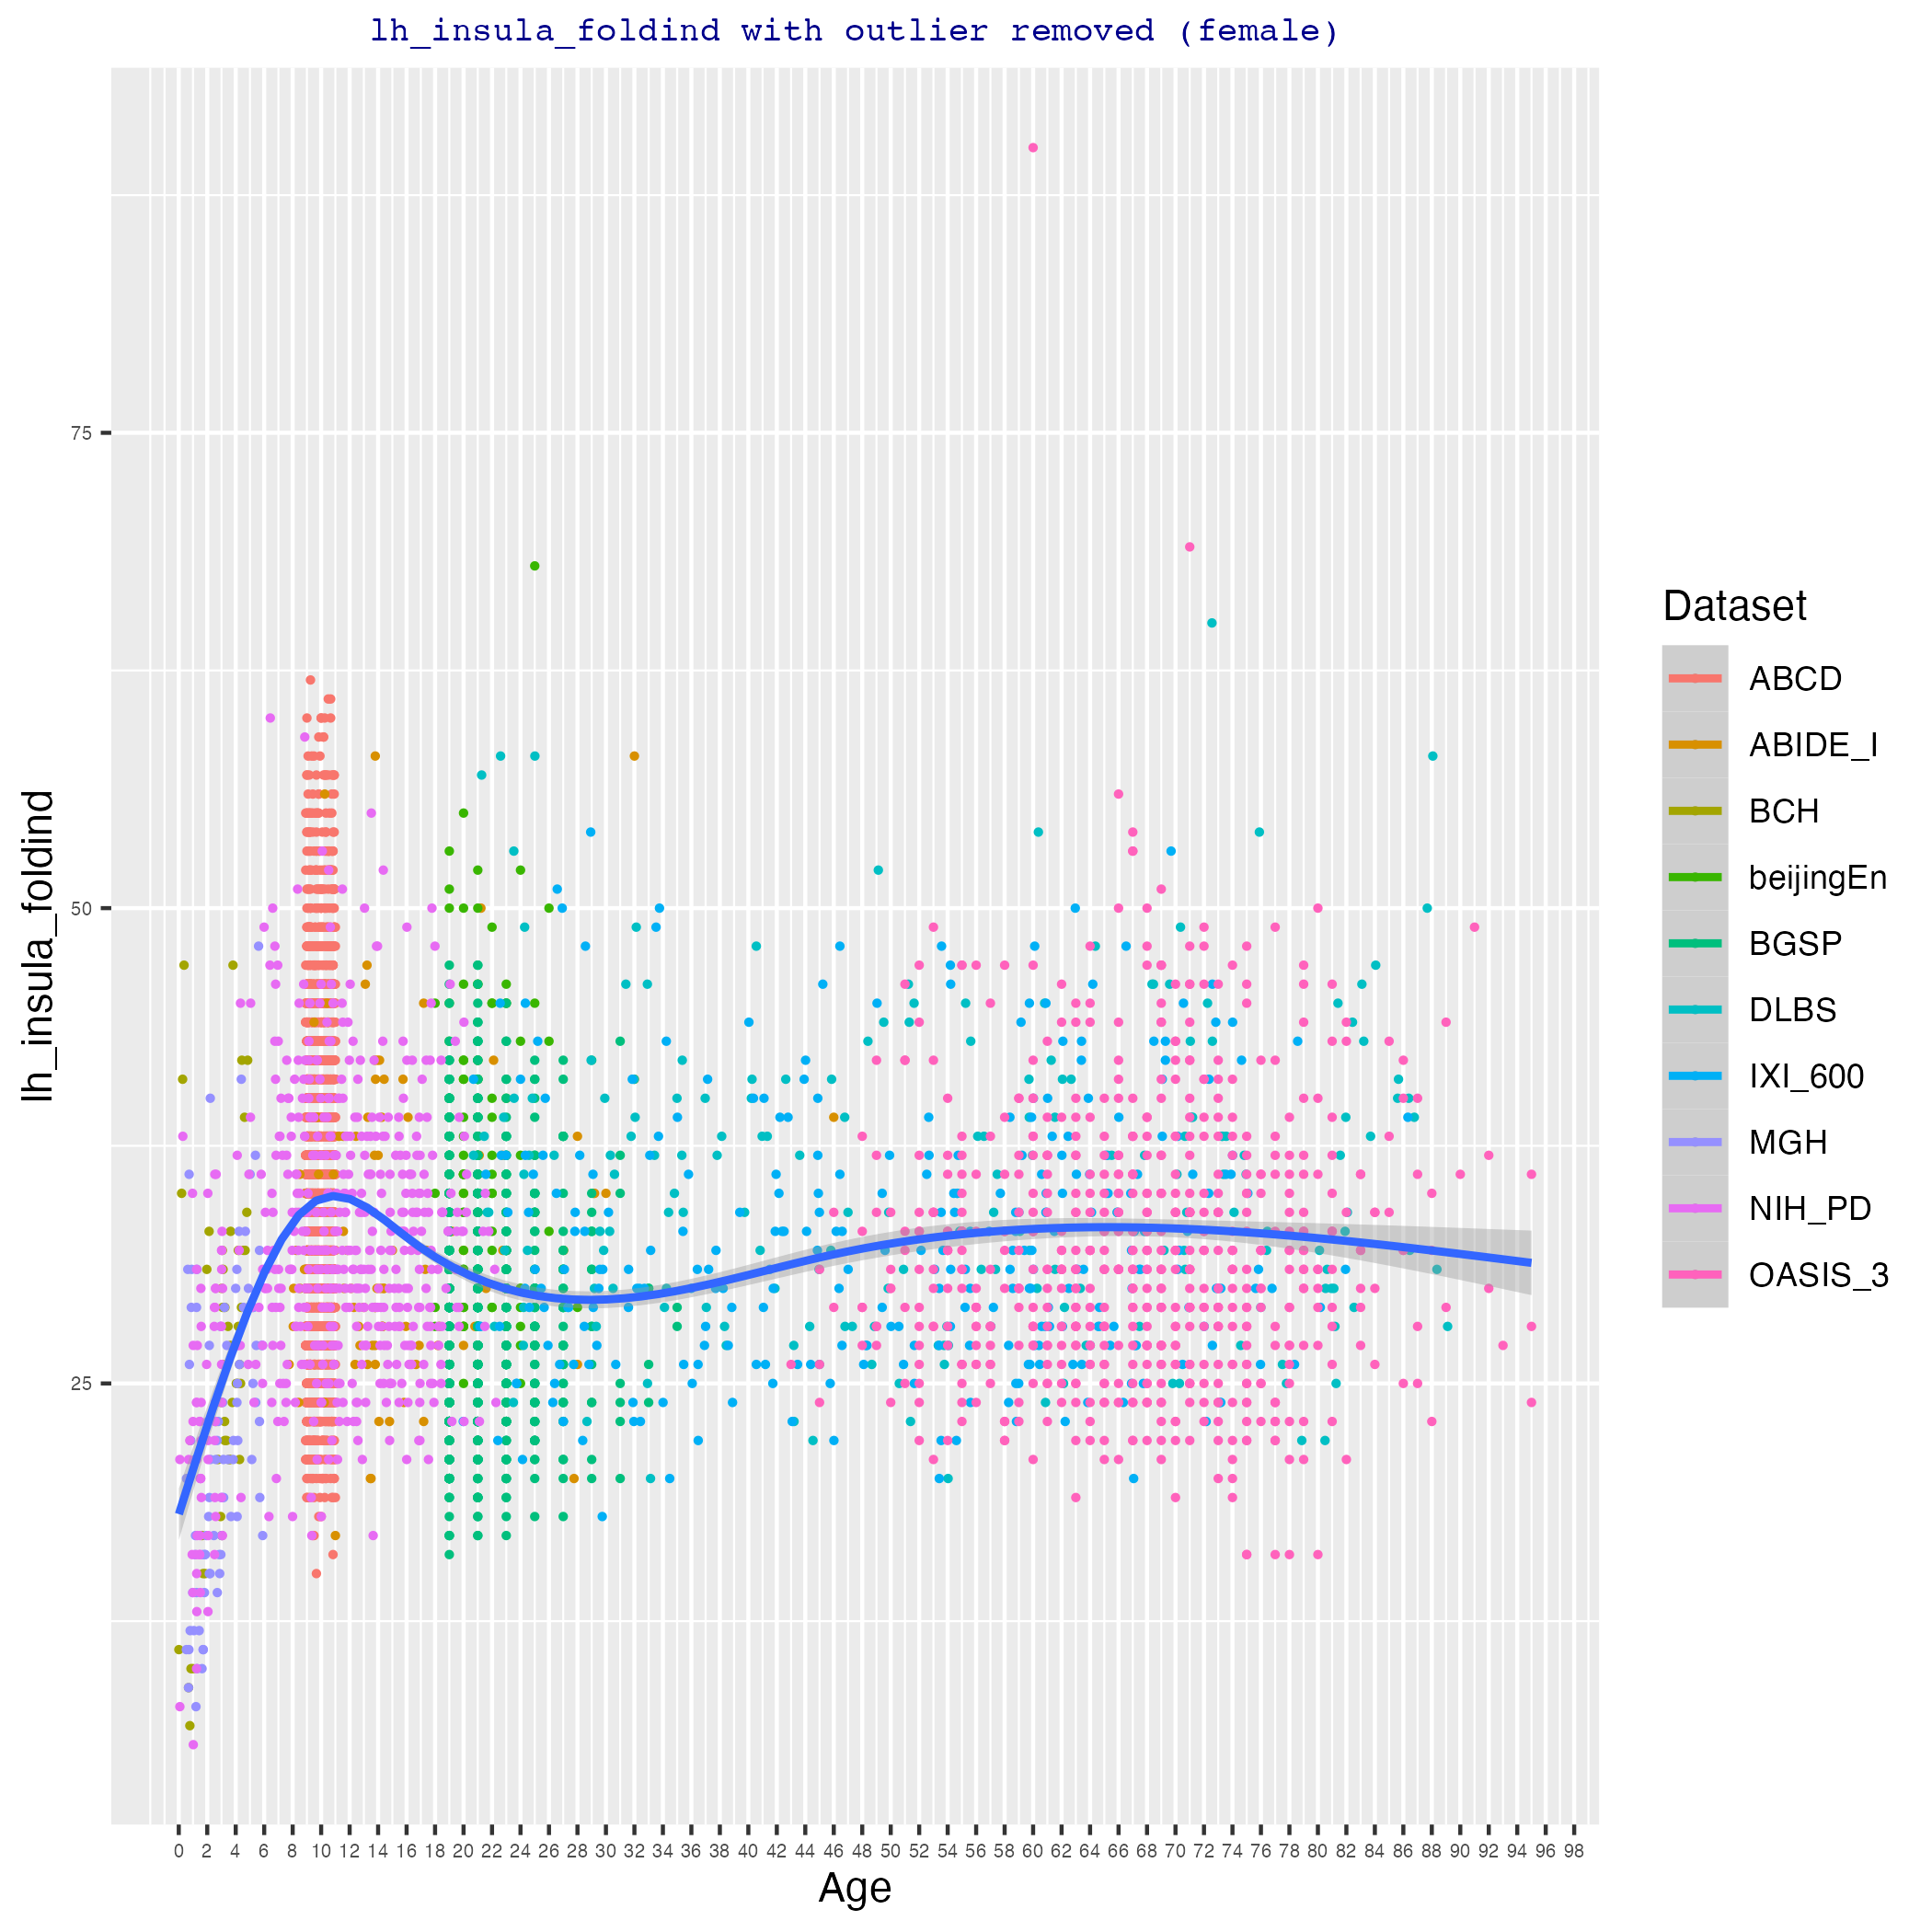 lh_insula_foldind with outlier removed (female)
lh_insula_foldind
75
50
25
0 2 4 6 8 10 12 14 16 18 20 22 24 26 28 30 32 34 36 38 40 42 44 46 48 50 52 54 56 58 60 62 64 66 68 70 72 74 76 78 80 82 84 86 88 90 92 94 96 98
Age
Dataset
ABCD
ABIDE_I
BCH
beijingEn
BGSP
DLBS
IXI_600
MGH
NIH_PD
OASIS_3